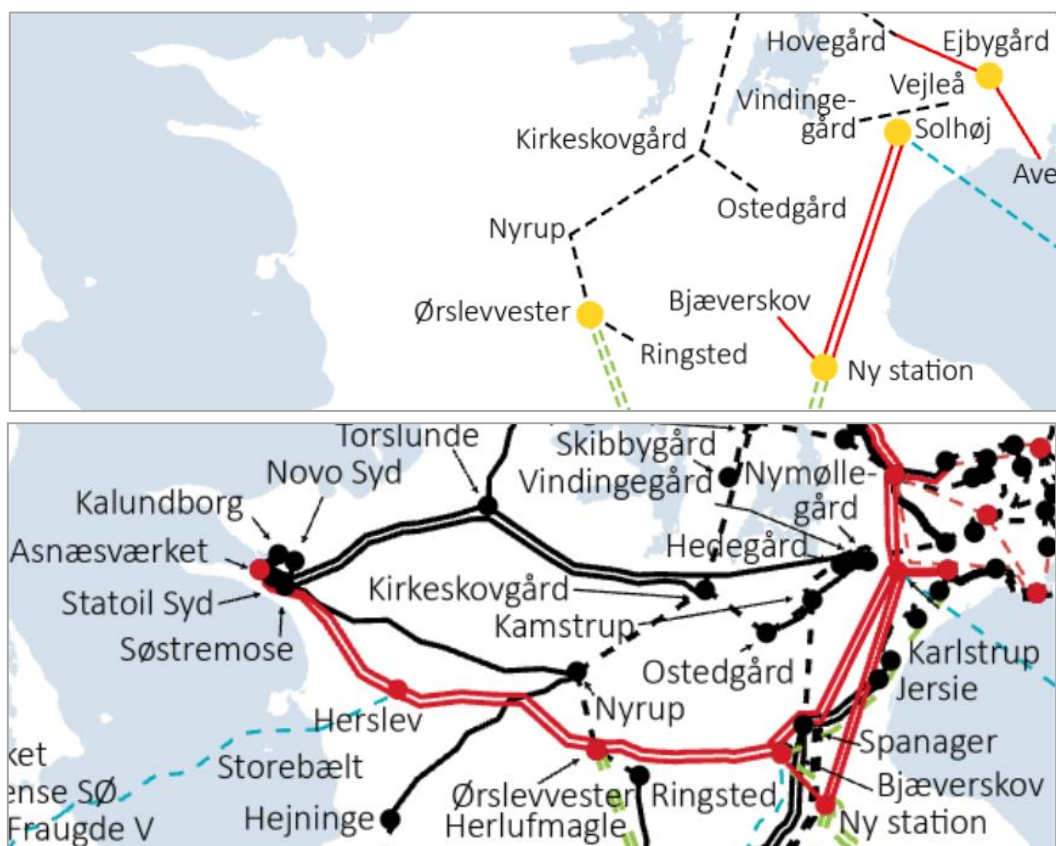 Hovegård
Ejbygård
Vejleå
Vindinge-
gård
Solhøj
Kirkeskovgård
Ave
Ostedgård
Nyrup
Bjæverskov
Ørslevvester
Ringsted
Ny station
Torslunde
Skibbygård
Novo Syd
Vindingegård
Nymølle-
gård
Kalundborg
Asnæsværket
Hedegård
Statoil Syd
Kirkeskovgård
Kamstrup
Søstremose
Ostedgård
Karlstrup
Jersie
Herslev
Nyrup
Spanager
Storebælt
ket
Bjæverskov
ense SØ
Ørslevvester
Ringsted
Hejninge
Herlufmagle
Ny station
Fraugde V